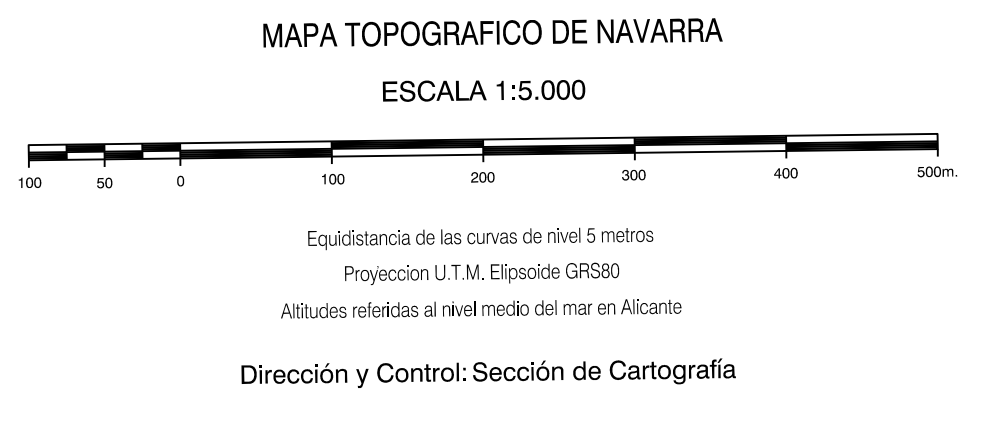 MAPA TOPOGRAFICO DE NAVARRA
ESCALA 1:5.000
100 50 0 100 200 300 400 500m.
Equidistancia de las curvas de nivel 5 metros
Proyeccion U.T.M. Elipsoide GRS80
Altitudes referidas al nivel medio del mar en Alicante
Dirección y Control: Sección de Cartografía